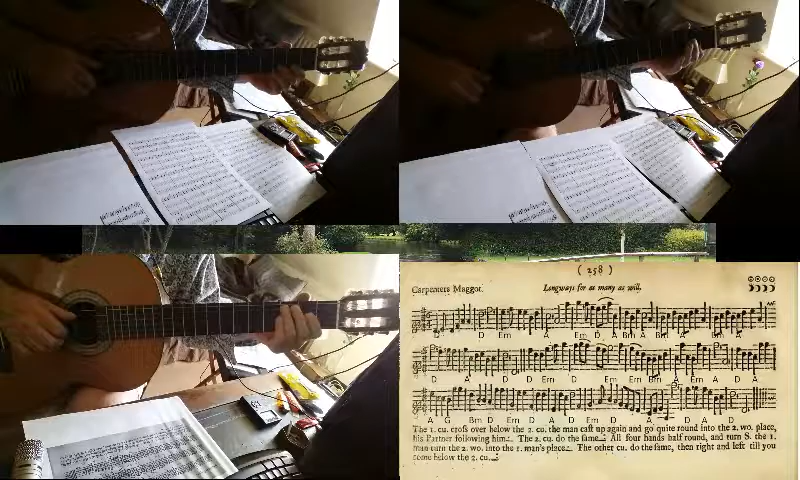 ( 258 )
Carpenters Maggot. Longways for as many as will.
D D Em A Em D A Bm A Bm A Bm A
D A D D Em D Em Em Bm A Em A D A
A G Bm D Em D A D Em D A D A D
The 1. cu. croſs over below the 2. co. the man caſt up again and go quite round into the 2. wo. place,
his Partner following him. The 2. cu. do the ſame. All four hands half round, and turn S. the 1.
man turn the 2. wo. into the 1. man's place. The other cu. do the ſame, then right and left till you
come below the 2. cu.